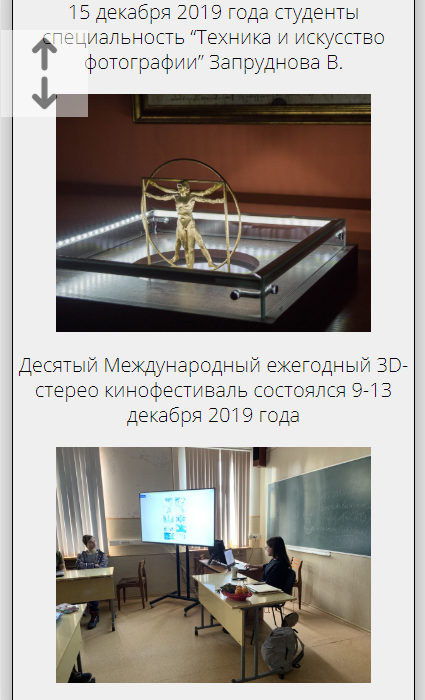 15 декабря 2019 года студенты
специальность “Техника и искусство
фотографии” Запруднова В.
Десятый Международный ежегодный 3D-
стерео кинофестиваль состоялся 9-13
декабря 2019 года